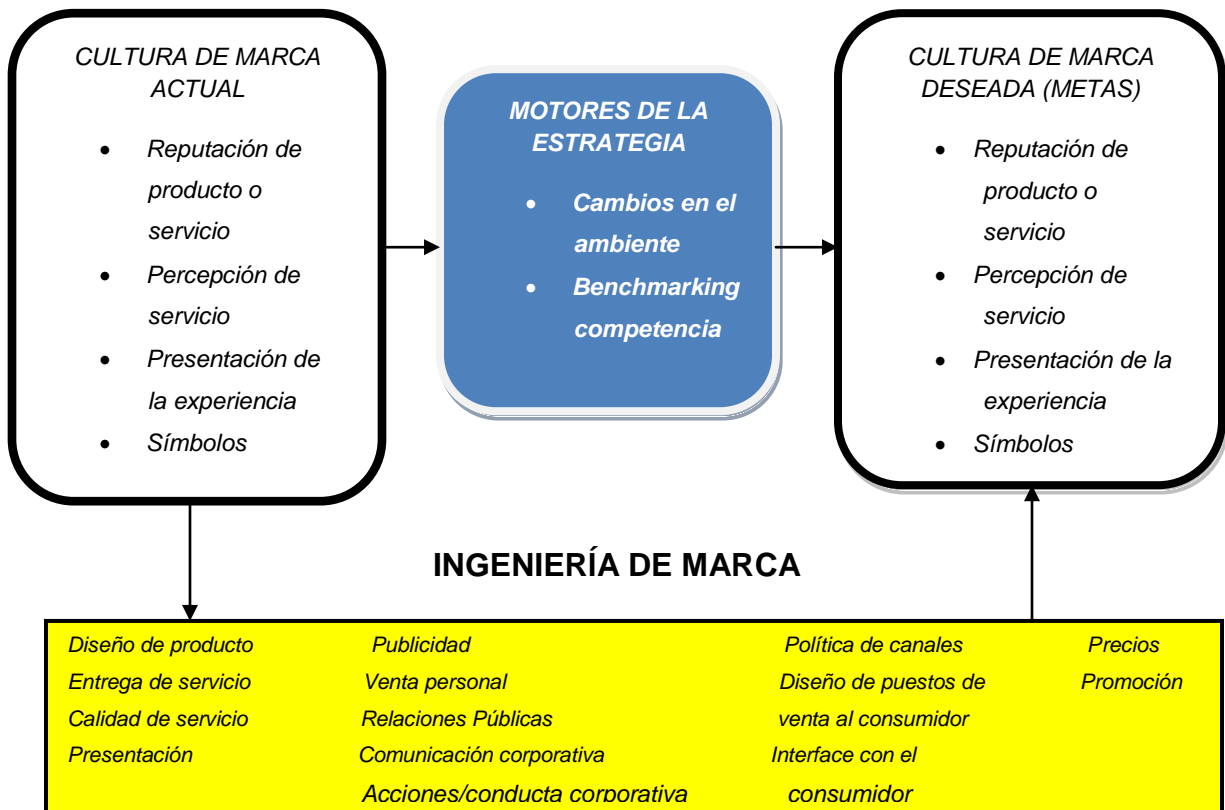 CULTURA DE MARCA
ACTUAL
• Reputación de
producto o
servicio
• Percepción de
servicio
• Presentación de
la experiencia
• Símbolos
MOTORES DE LA
ESTRATEGIA
• Cambios en el
ambiente
• Benchmarking
competencia
CULTURA DE MARCA
DESEADA (METAS)
• Reputación de
producto o
servicio
• Percepción de
servicio
• Presentación de la
experiencia
• Símbolos
INGENIERÍA DE MARCA
Diseño de producto
Entrega de servicio
Calidad de servicio
Presentación
Publicidad
Venta personal
Relaciones Públicas
Comunicación corporativa
Acciones/conducta corporativa
Política de canales
Diseño de puestos de
venta al consumidor
Interface con el
consumidor
Precios
Promoción